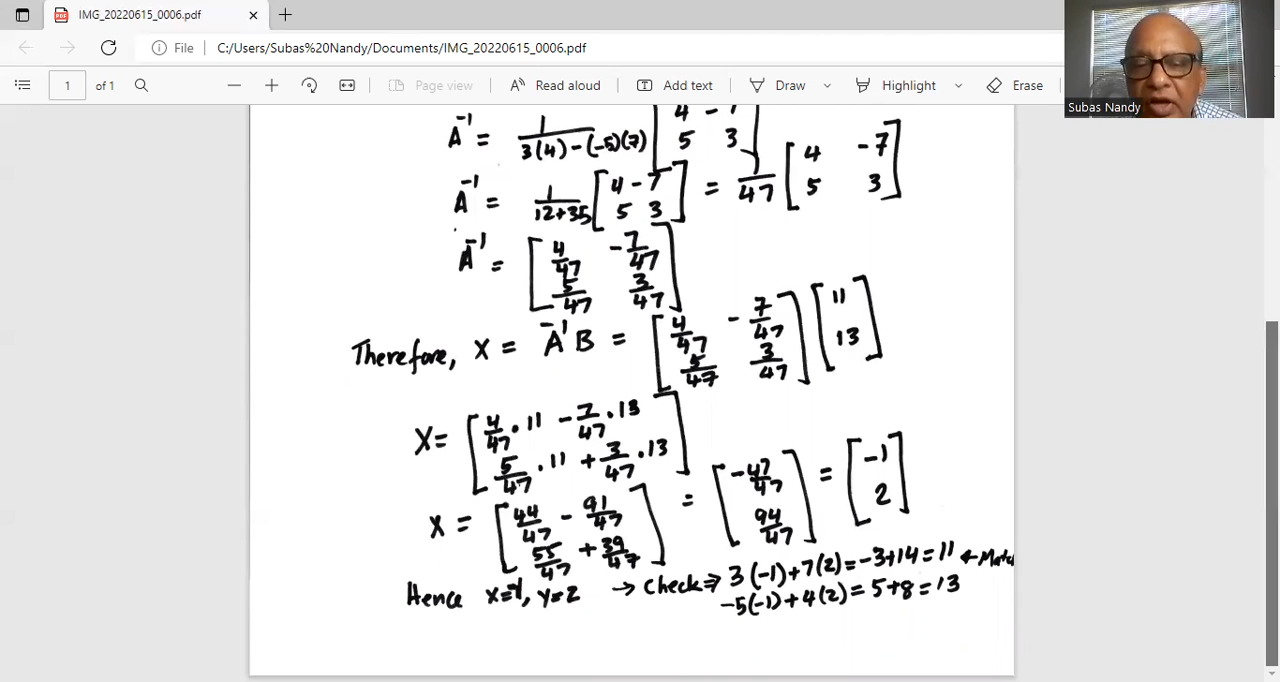 IMG_20220615_0006.pdf
File C:/Users/Subas%20Nandy/Documents/IMG_20220615_0006.pdf
1 of 1 Page view Read aloud Add text Draw Highlight Erase
Subas Nandy
A⁻¹ = 1/(3(4)-(-5)(7)) [4 -7; 5 3]
A⁻¹ = 1/(12+35) [4 -7; 5 3] = 1/47 [4 -7; 5 3]
A⁻¹ = [4/47 -7/47; 5/47 3/47]
Therefore, X = A⁻¹B = [4/47 -7/47; 5/47 3/47] [11; 13]
X = [4/47 · 11 - 7/47 · 13; 5/47 · 11 + 3/47 · 13]
X = [44/47 - 91/47; 55/47 + 39/47] = [-47/47; 94/47] = [-1; 2]
Hence x=-1, y=2 → Check ⇒ 3(-1)+7(2)=-3+14=11 ← Matc
-5(-1)+4(2)=5+8=13